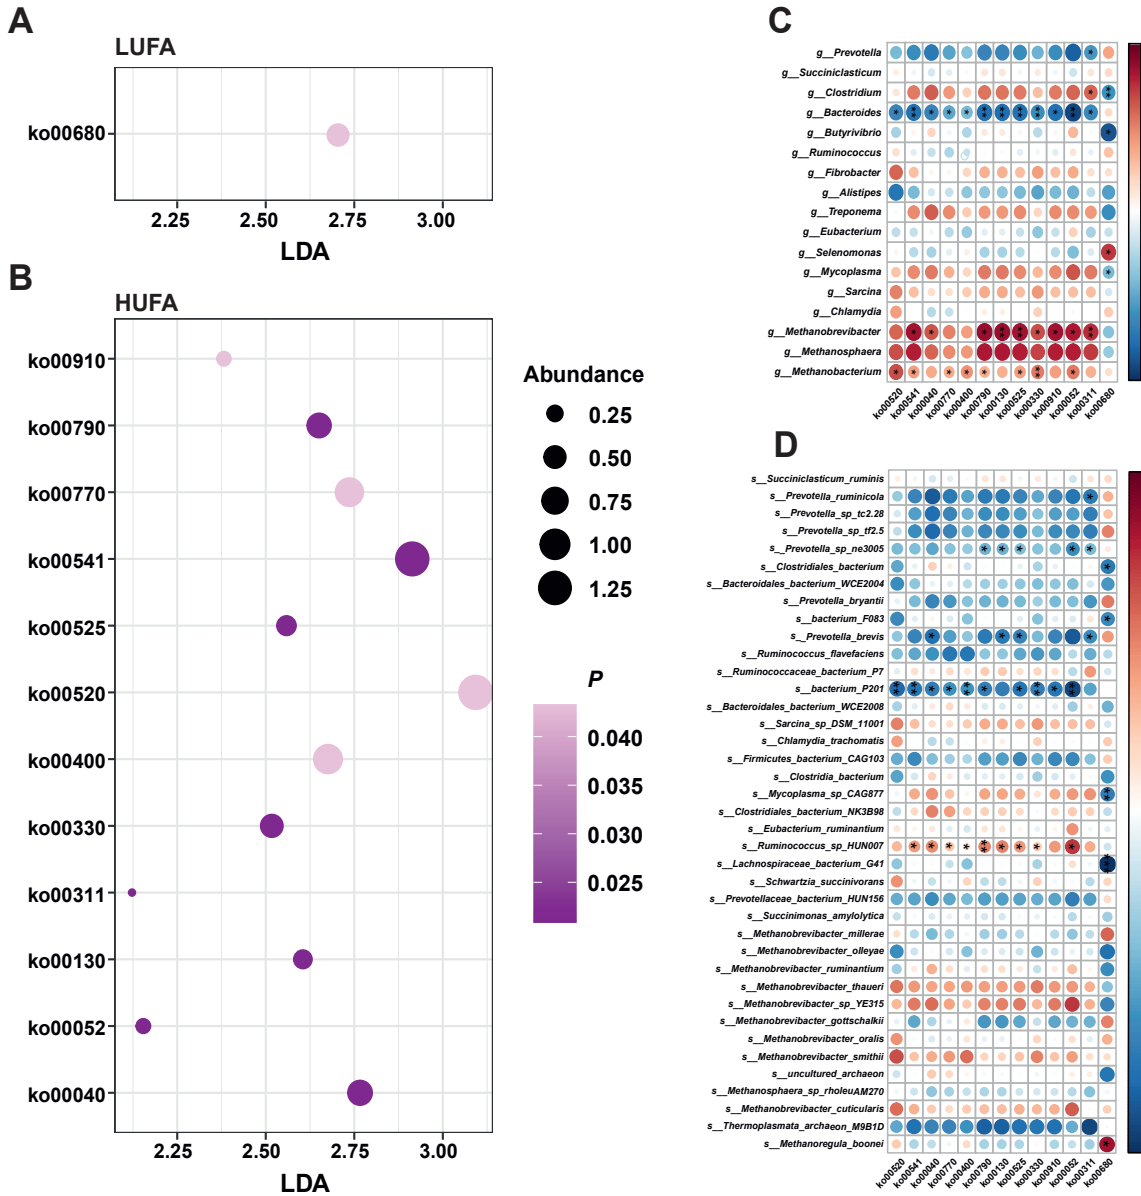 A
LUFA
ko00680
2.25 2.50 2.75 3.00
LDA
B
HUFA
ko00910
ko00790
ko00770
ko00541
ko00525
ko00520
ko00400
ko00330
ko00311
ko00130
ko00052
ko00040
2.25 2.50 2.75 3.00
LDA
Abundance
0.25
0.50
0.75
1.00
1.25
P
0.040
0.035
0.030
0.025
C
g__Prevotella
g__Succiniclasticum
g__Clostridium
g__Bacteroides
g__Butyrivibrio
g__Ruminococcus
g__Fibrobacter
g__Alistipes
g__Treponema
g__Eubacterium
g__Selenomonas
g__Mycoplasma
g__Sarcina
g__Chlamydia
g__Methanobrevibacter
g__Methanosphaera
g__Methanobacterium
ko00520 ko00541 ko00040 ko00770 ko00400 ko00790 ko00130 ko00525 ko00330 ko00910 ko00052 ko00311 ko00680
D
s__Succiniclasticum_ruminis
s__Prevotella_ruminicola
s__Prevotella_sp_tc2.28
s__Prevotella_sp_tf2.5
s__Prevotella_sp_ne3005
s__Clostridiales_bacterium
s__Bacteroidales_bacterium_WCE2004
s__Prevotella_bryantii
s__bacterium_F083
s__Prevotella_brevis
s__Ruminococcus_flavefaciens
s__Ruminococcaceae_bacterium_P7
s__bacterium_P201
s__Bacteroidales_bacterium_WCE2008
s__Sarcina_sp_DSM_11001
s__Chlamydia_trachomatis
s__Firmicutes_bacterium_CAG103
s__Clostridia_bacterium
s__Mycoplasma_sp_CAG877
s__Clostridiales_bacterium_NK3B98
s__Eubacterium_ruminantium
s__Ruminococcus_sp_HUN007
s__Lachnospiraceae_bacterium_G41
s__Schwartzia_succinivorans
s__Prevotellaceae_bacterium_HUN156
s__Succinimonas_amylolytica
s__Methanobrevibacter_millerae
s__Methanobrevibacter_olleyae
s__Methanobrevibacter_ruminantium
s__Methanobrevibacter_thaueri
s__Methanobrevibacter_sp_YE315
s__Methanobrevibacter_gottschalkii
s__Methanobrevibacter_oralis
s__Methanobrevibacter_smithii
s__uncultured_archaeon
s__Methanosphaera_sp_rholeuAM270
s__Methanobrevibacter_cuticularis
s__Thermoplasmata_archaeon_M9B1D
s__Methanoregula_boonei
ko00520 ko00541 ko00040 ko00770 ko00400 ko00790 ko00130 ko00525 ko00330 ko00910 ko00052 ko00311 ko00680